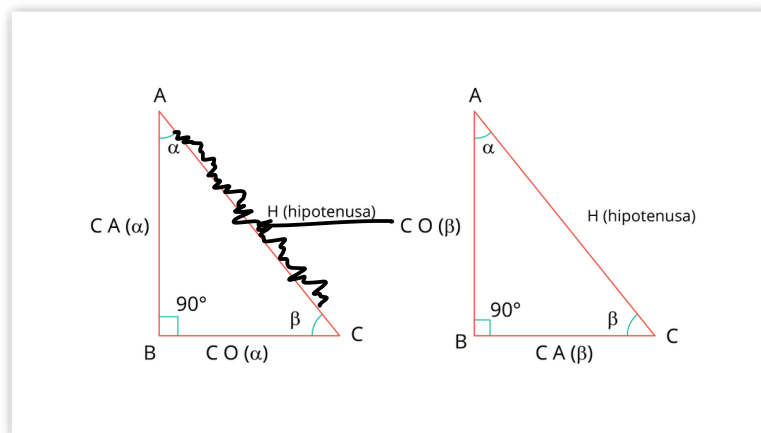 A
α
C A (α)
H (hipotenusa)
90°
β
B
C
C O (α)
A
α
C O (β)
H (hipotenusa)
90°
β
B
C
C A (β)